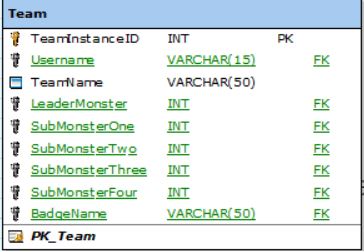 Team
TeamInstanceID INT PK
Username VARCHAR(15) FK
TeamName VARCHAR(50)
LeaderMonster INT FK
SubMonsterOne INT FK
SubMonsterTwo INT FK
SubMonsterThree INT FK
SubMonsterFour INT FK
BadgeName VARCHAR(50) FK
PK_Team